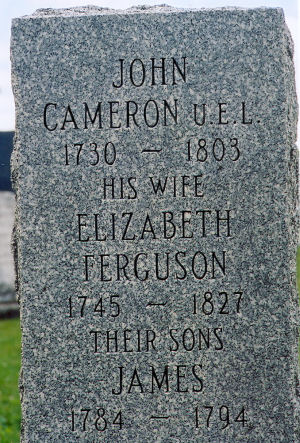 JOHN
CAMERON U.E.L.
1730 — 1803
HIS WIFE
ELIZABETH
FERGUSON
1745 — 1827
THEIR SONS
JAMES
1784 — 1794